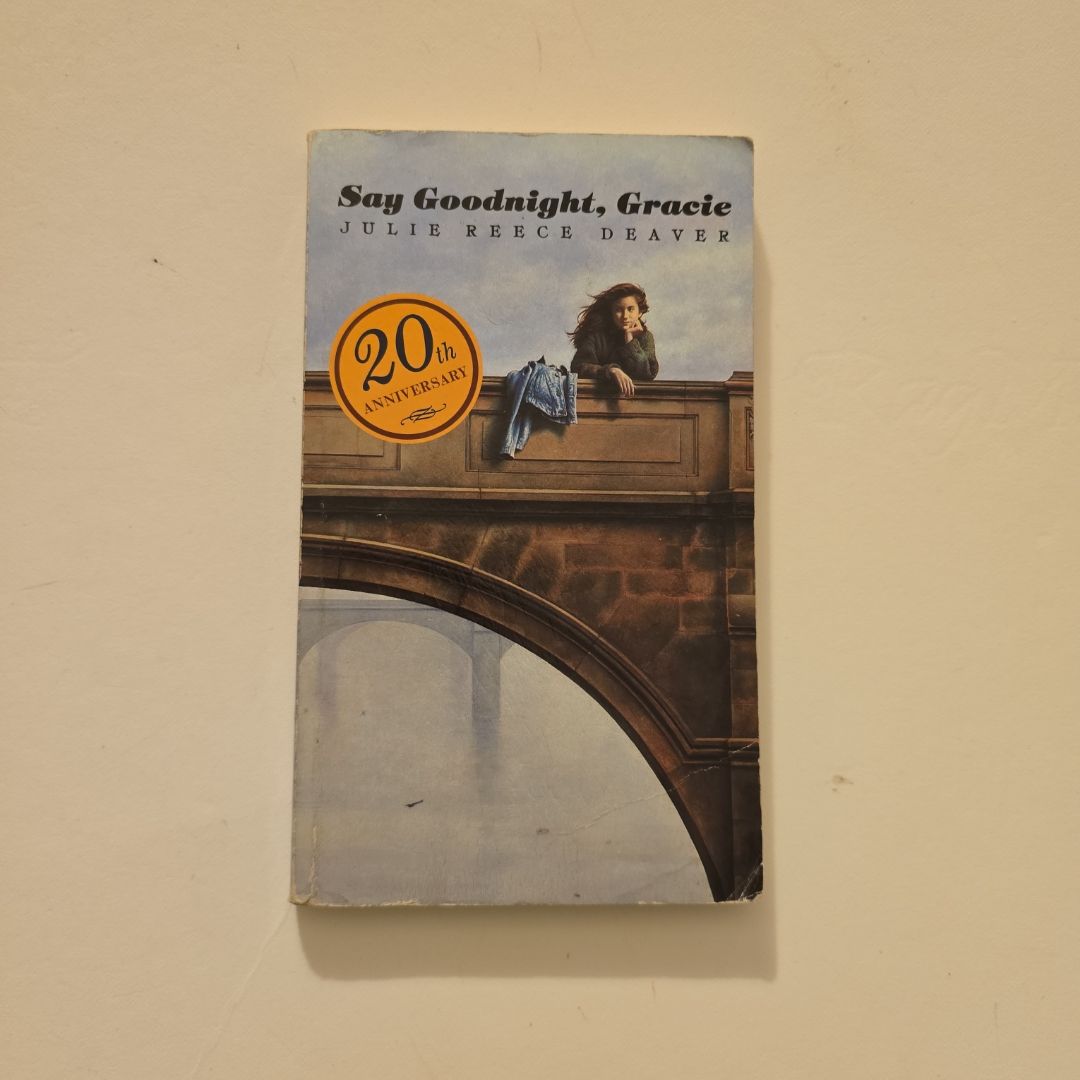 Say Goodnight, Gracie
JULIE REECE DEAVER
20th
ANNIVERSARY